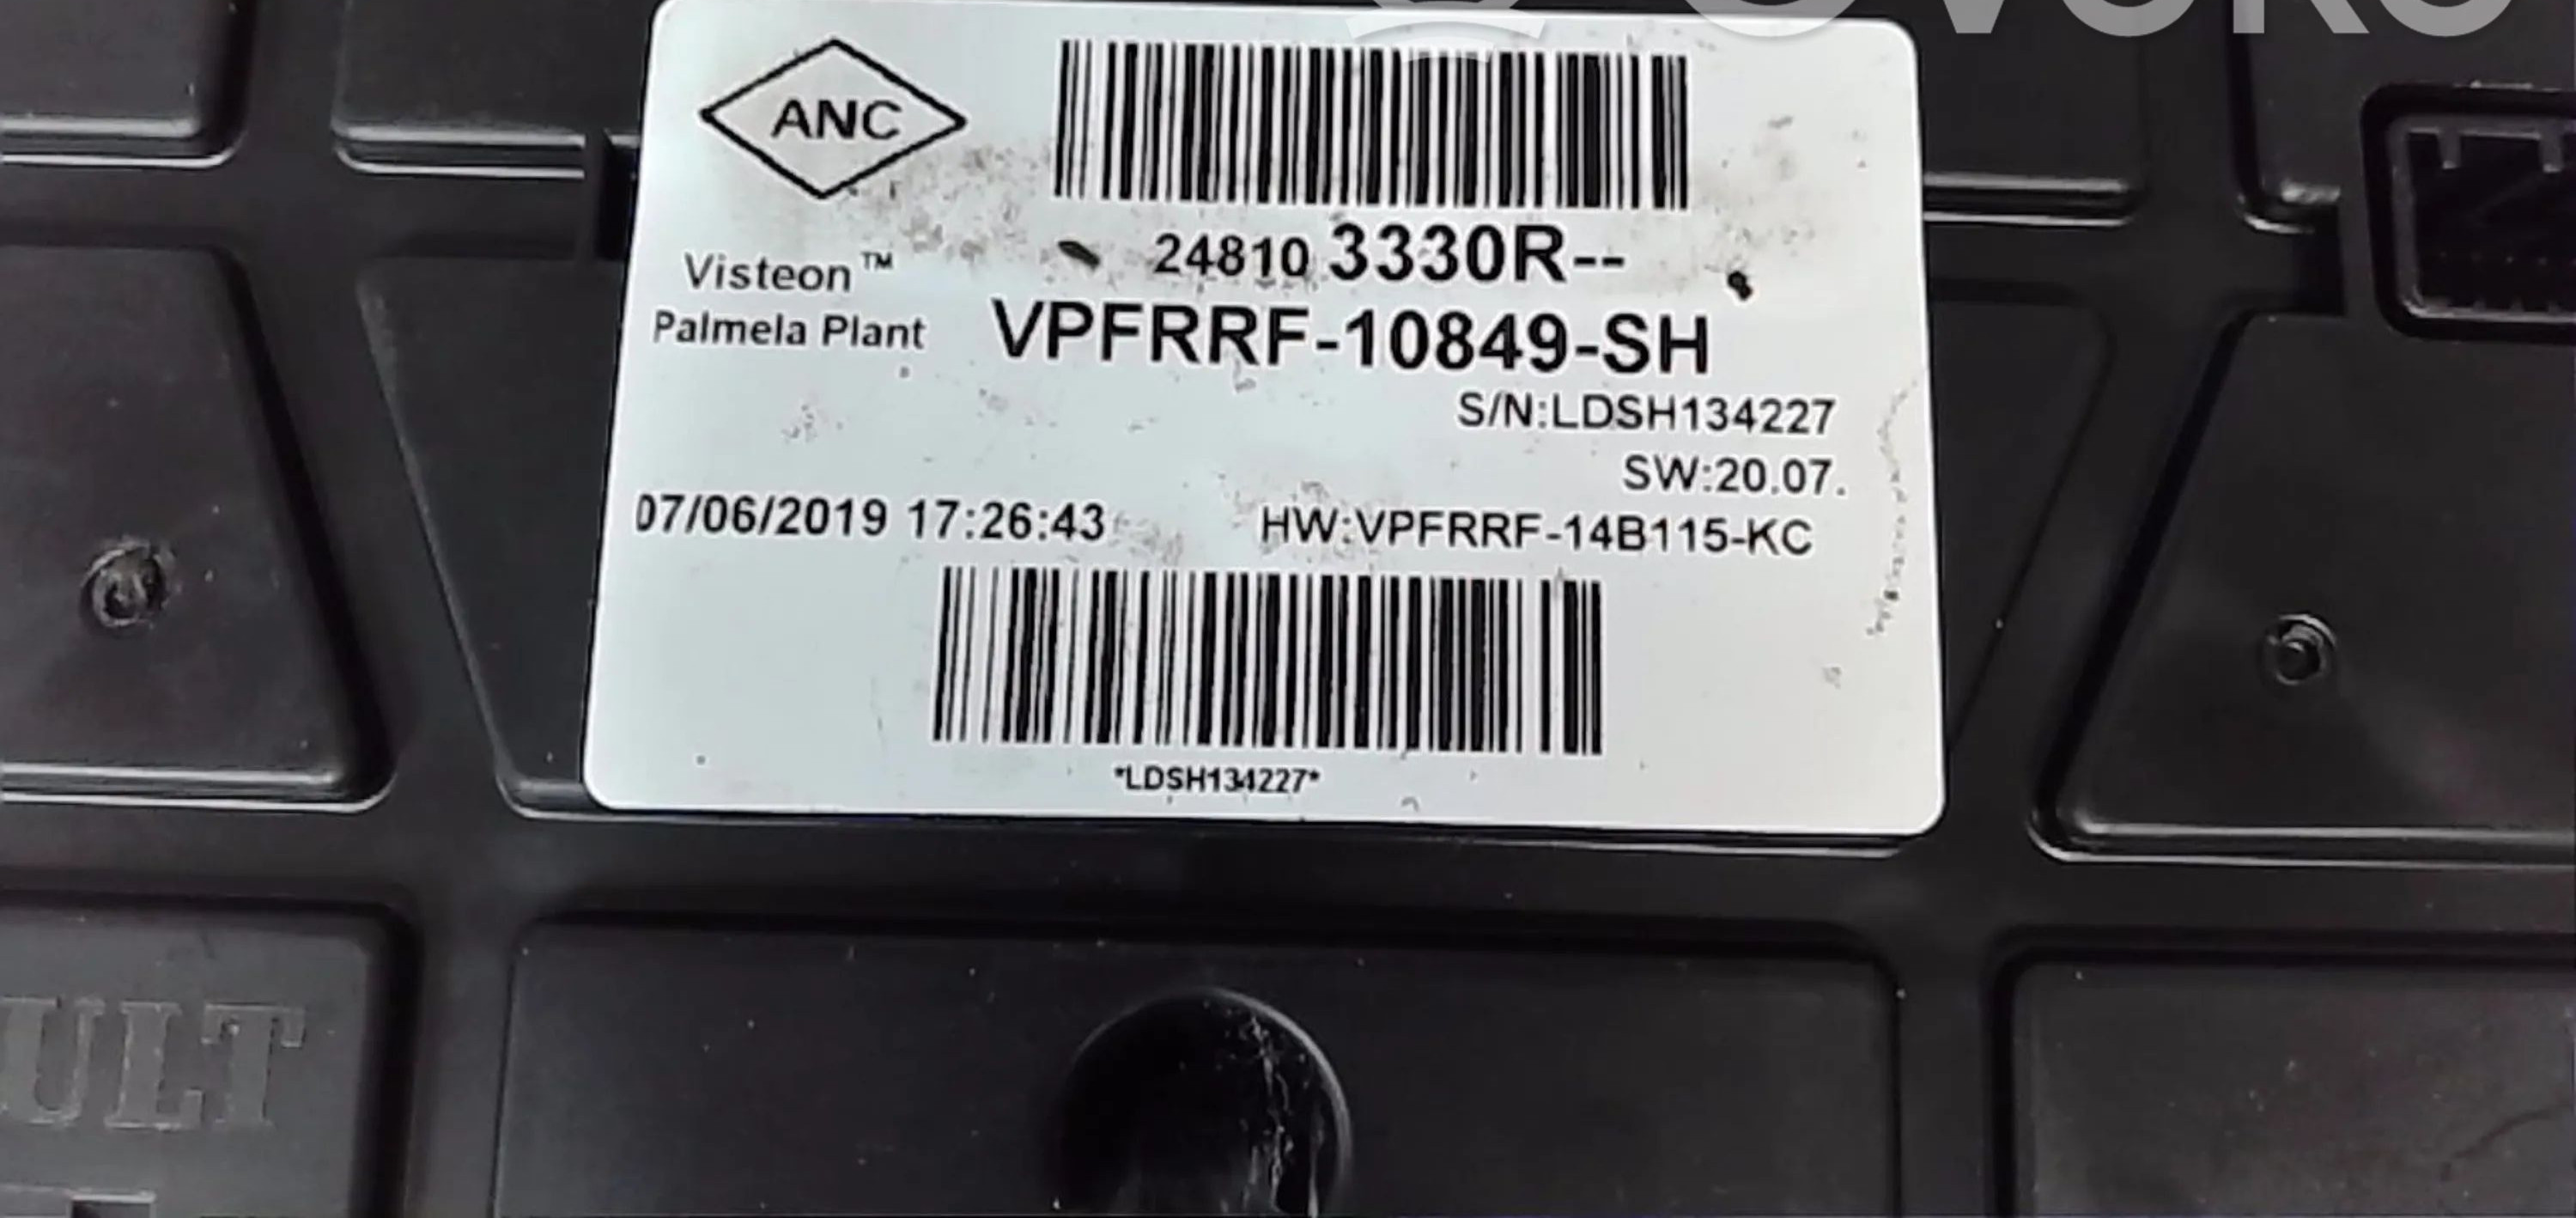 ANC
24810 3330R--
Visteon™
Palmela Plant
VPFRRF-10849-SH
S/N:LDSH134227
SW:20.07.
07/06/2019 17:26:43
HW:VPFRRF-14B115-KC
*LDSH134227*
ULT